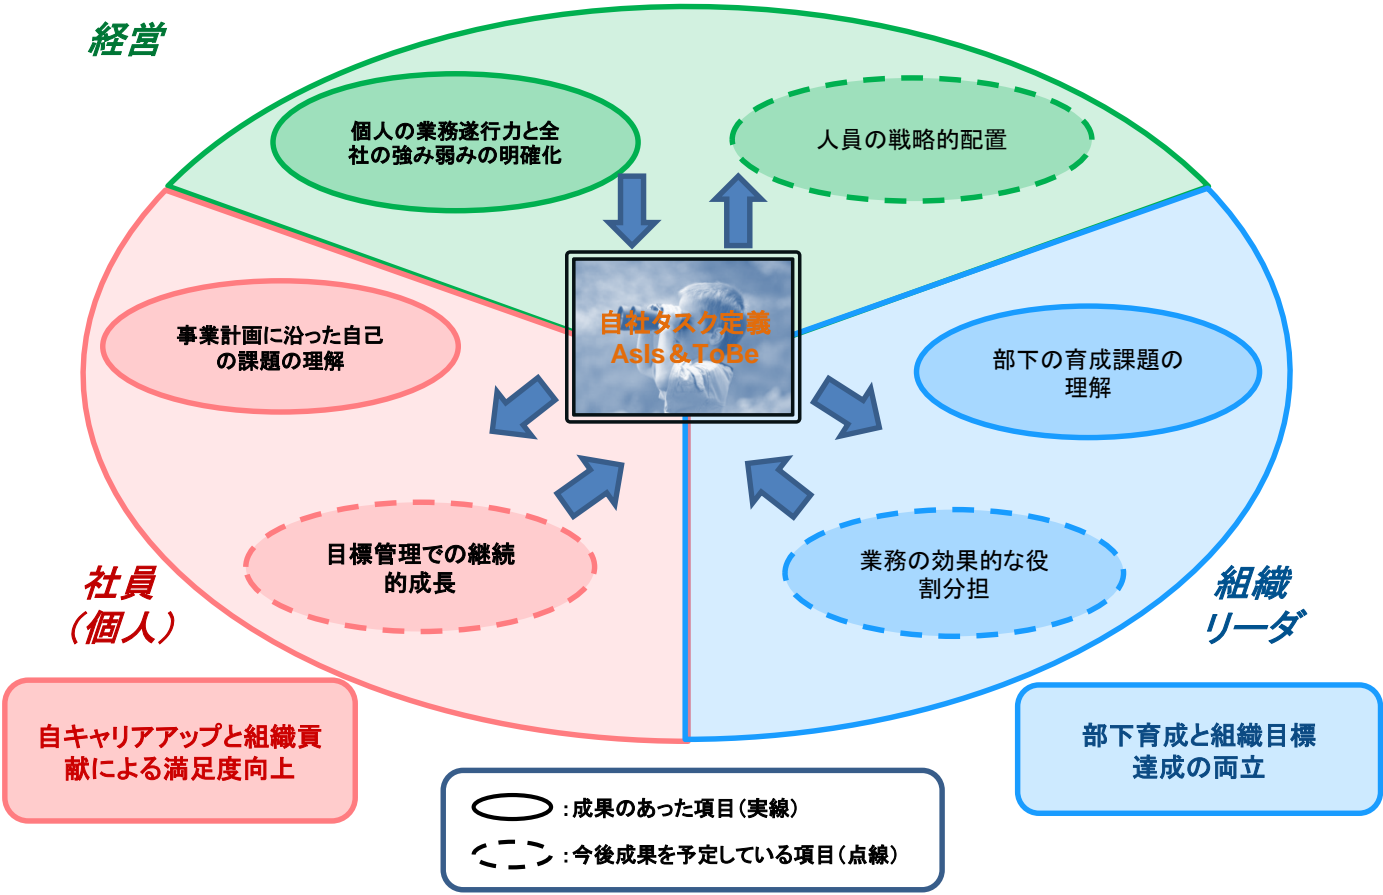 経営
個人の業務遂行力と全
社の強み弱みの明確化
人員の戦略的配置
自社タスク定義
AsIs＆ToBe
事業計画に沿った自己
の課題の理解
部下の育成課題の
理解
目標管理での継続
的成長
業務の効果的な役
割分担
社員
（個人）
組織
リーダ
自キャリアアップと組織貢
献による満足度向上
部下育成と組織目標
達成の両立
：成果のあった項目（実線）
：今後成果を予定している項目（点線）